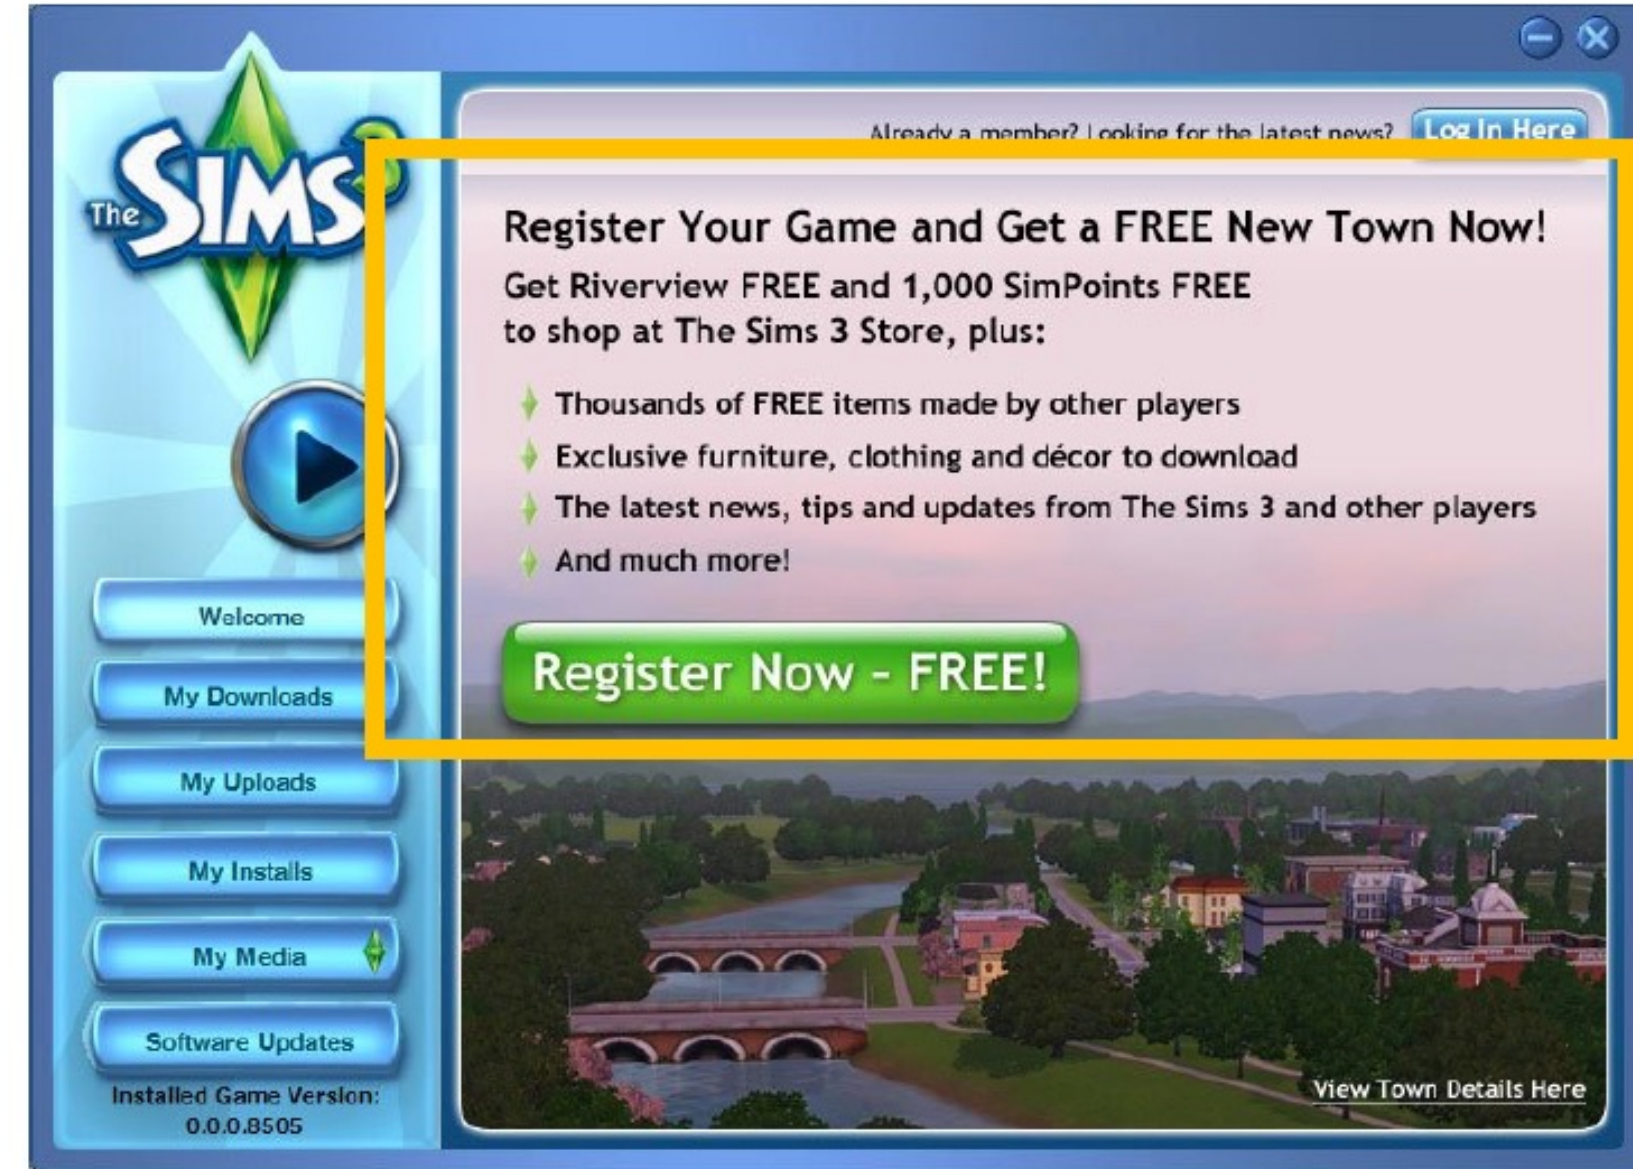 The SIMS 3
Already a member? Looking for the latest news? Log In Here
Register Your Game and Get a FREE New Town Now!
Get Riverview FREE and 1,000 SimPoints FREE
to shop at The Sims 3 Store, plus:
Thousands of FREE items made by other players
Exclusive furniture, clothing and décor to download
The latest news, tips and updates from The Sims 3 and other players
And much more!
Register Now - FREE!
Welcome
My Downloads
My Uploads
My Installs
My Media
Software Updates
Installed Game Version:
0.0.0.8505
View Town Details Here